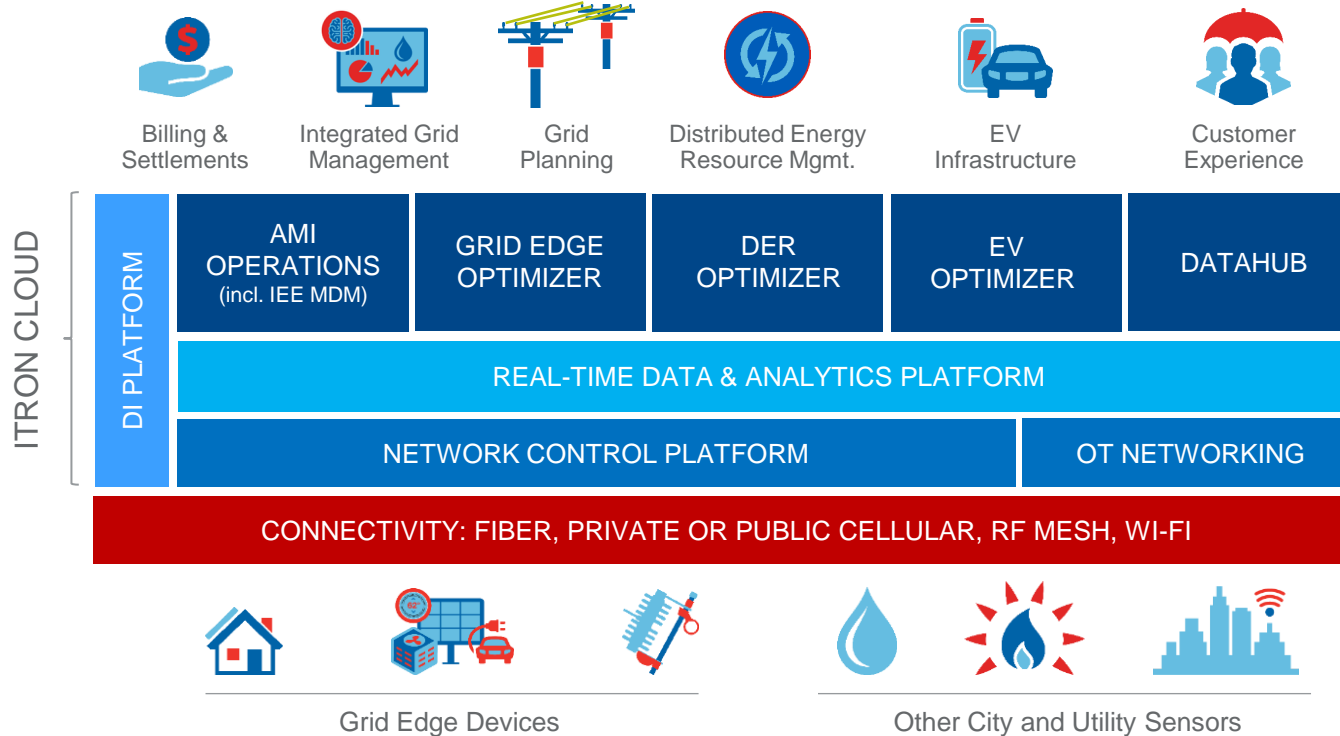 $
Billing &
Settlements
Integrated Grid
Management
Grid
Planning
Distributed Energy
Resource Mgmt.
EV
Infrastructure
Customer
Experience
ITRON CLOUD
DI PLATFORM
AMI
OPERATIONS
(incl. IEE MDM)
GRID EDGE
OPTIMIZER
DER
OPTIMIZER
EV
OPTIMIZER
DATAHUB
REAL-TIME DATA & ANALYTICS PLATFORM
NETWORK CONTROL PLATFORM
OT NETWORKING
CONNECTIVITY: FIBER, PRIVATE OR PUBLIC CELLULAR, RF MESH, WI-FI
62°
Grid Edge Devices
Other City and Utility Sensors